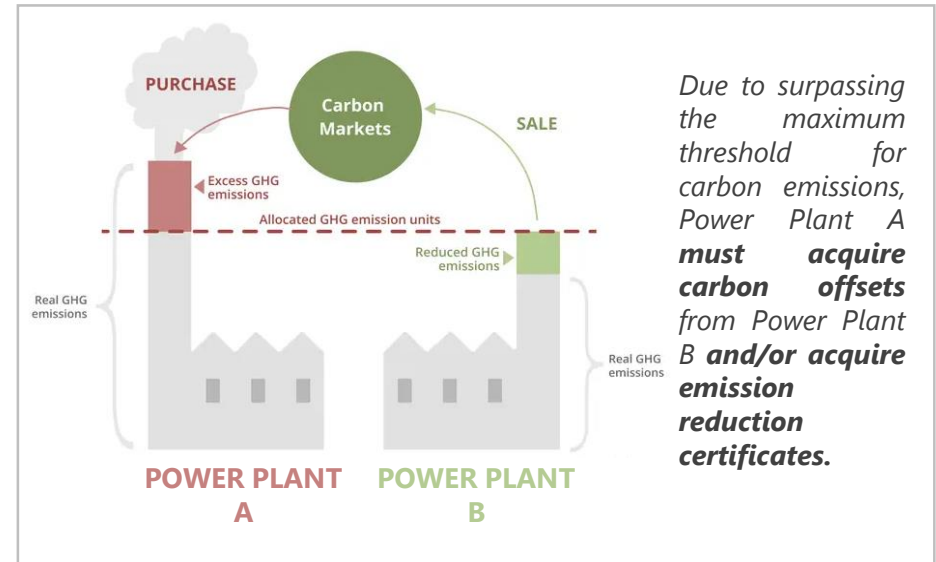 PURCHASE
Carbon
Markets
SALE
Excess GHG
emissions
Allocated GHG emission units
Reduced GHG
emissions
Real GHG
emissions
Real GHG
emissions
POWER PLANT
A
POWER PLANT
B
Due to surpassing
the maximum
threshold for
carbon emissions,
Power Plant A
must acquire
carbon offsets
from Power Plant
B and/or acquire
emission
reduction
certificates.